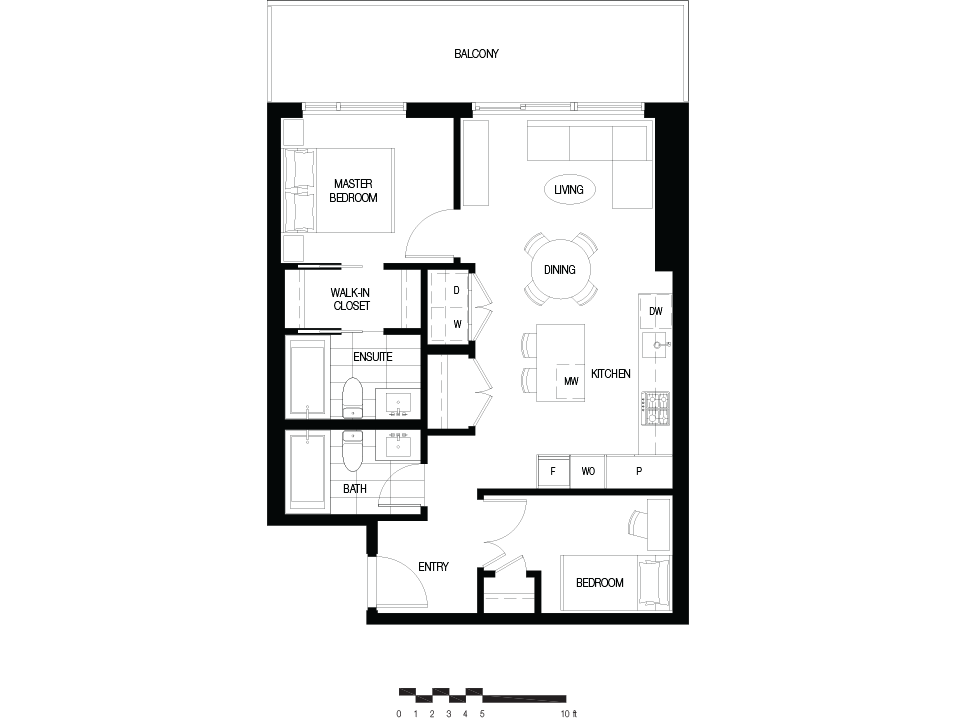 BALCONY
MASTER
BEDROOM
LIVING
DINING
WALK-IN
CLOSET
D
W
DW
ENSUITE
KITCHEN
MW
BATH
F
WO
P
ENTRY
BEDROOM
0 1 2 3 4 5 10 ft